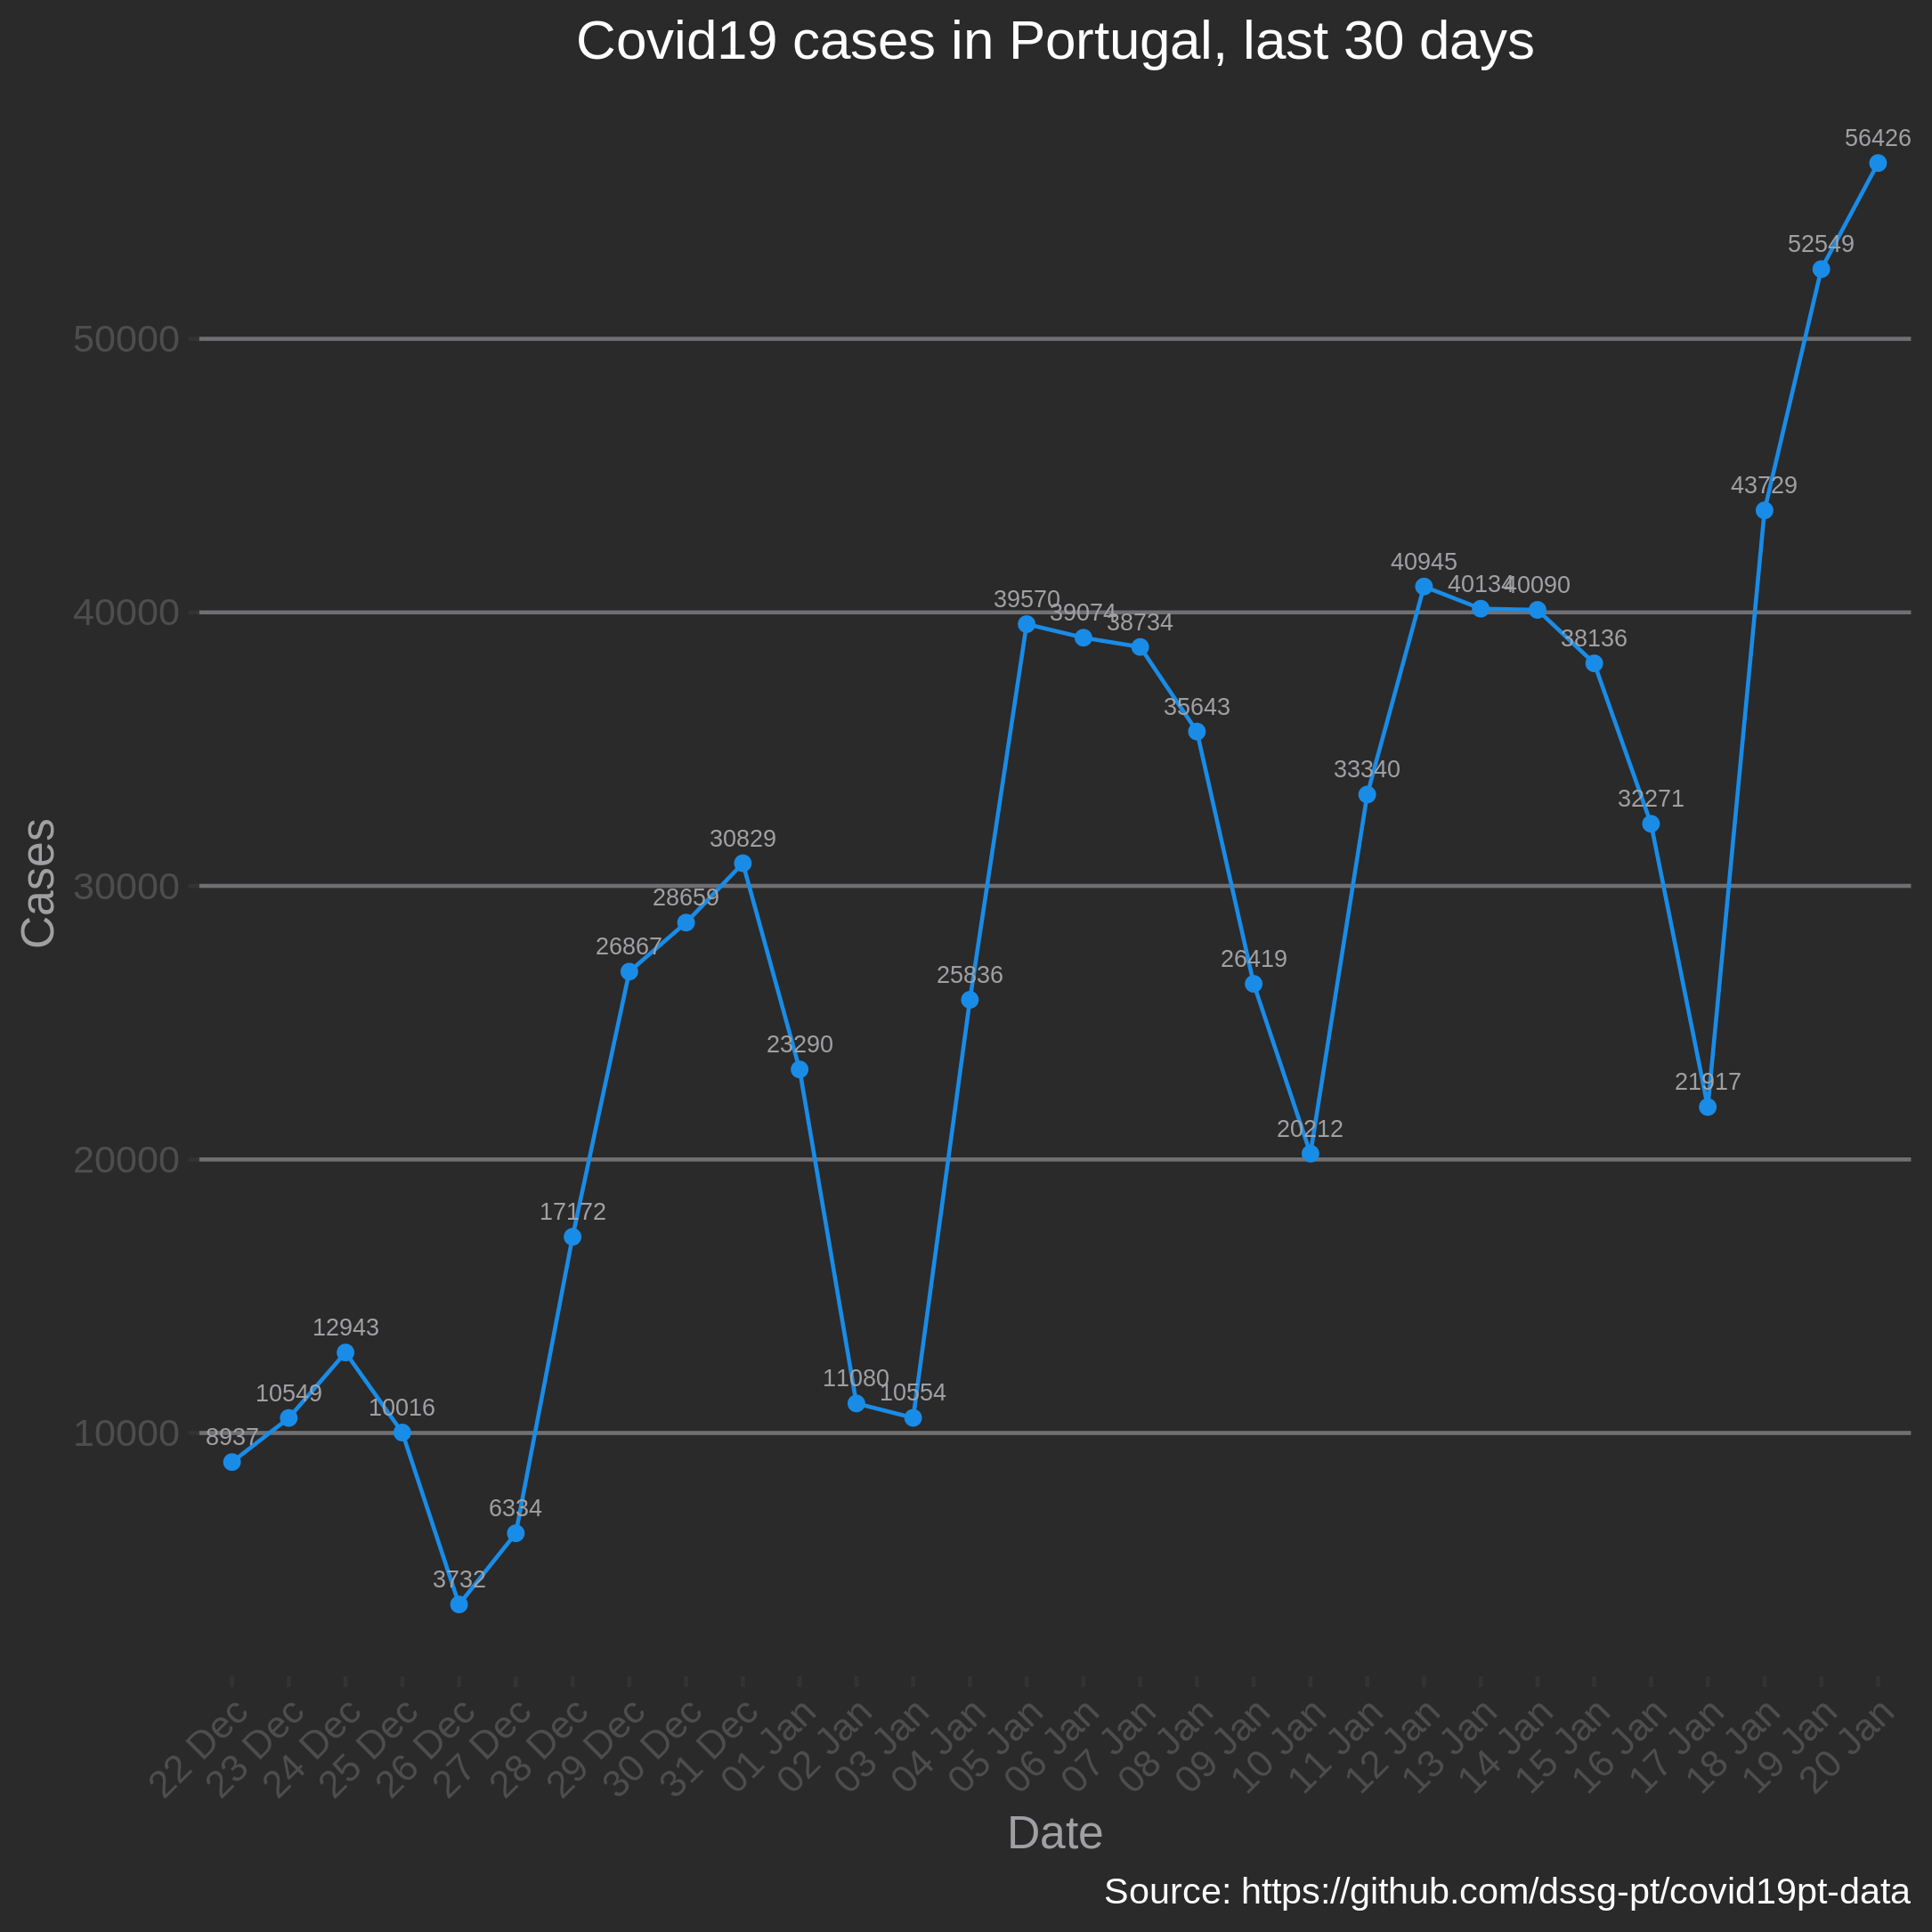 Covid19 cases in Portugal, last 30 days
56426
52549
50000
43729
40945
40134
40090
40000
39570
39074
38734
38136
35643
33340
32271
30829
30000
28659
26867
26419
25836
23290
21917
20212
20000
17172
12943
11080
10554
10549
10016
10000
8937
6334
3732
Cases
22 Dec
23 Dec
24 Dec
25 Dec
26 Dec
27 Dec
28 Dec
29 Dec
30 Dec
31 Dec
01 Jan
02 Jan
03 Jan
04 Jan
05 Jan
06 Jan
07 Jan
08 Jan
09 Jan
10 Jan
11 Jan
12 Jan
13 Jan
14 Jan
15 Jan
16 Jan
17 Jan
18 Jan
19 Jan
20 Jan
Date
Source: https://github.com/dssg-pt/covid19pt-data